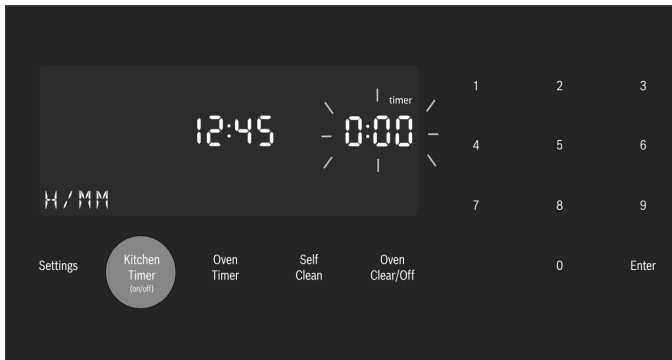 timer
12:45
0:00
H/MM
1 2 3
4 5 6
7 8 9
0 Enter
Settings
Kitchen
Timer
(on/off)
Oven
Timer
Self
Clean
Oven
Clear/Off